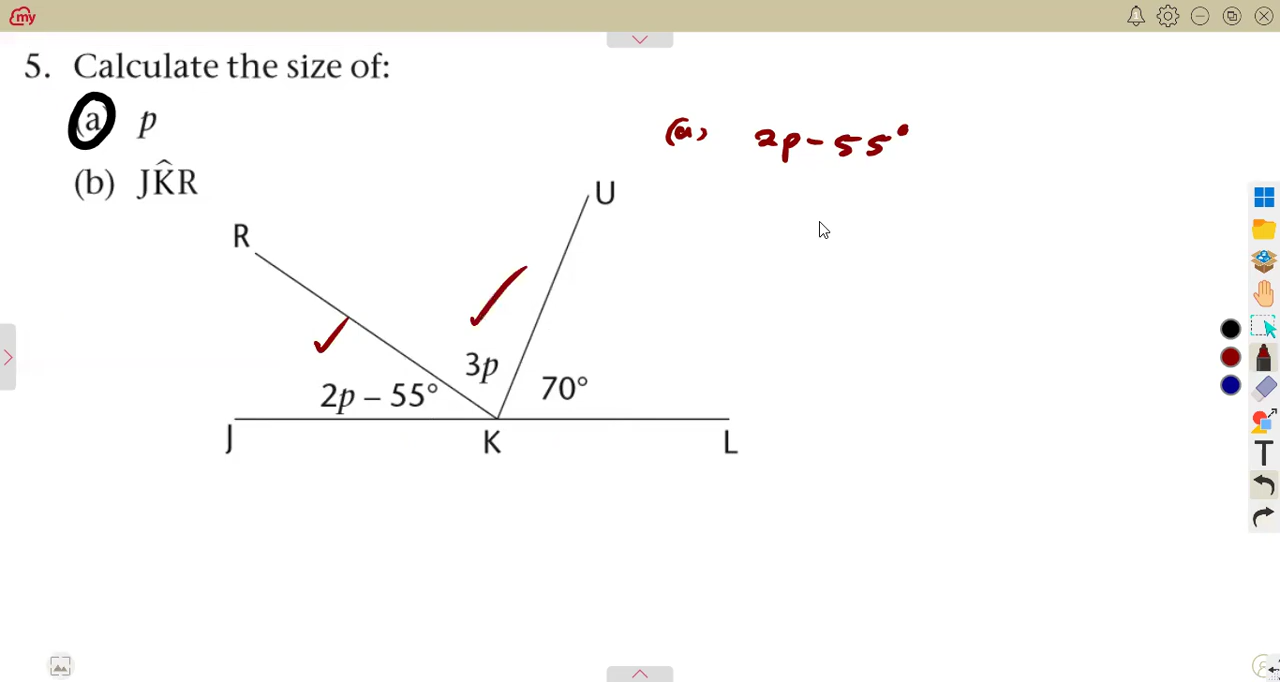 my
5. Calculate the size of:
(a) p
(b) JK̂R
(a) 2p - 55°
U
R
3p
2p – 55°
70°
J
K
L
T